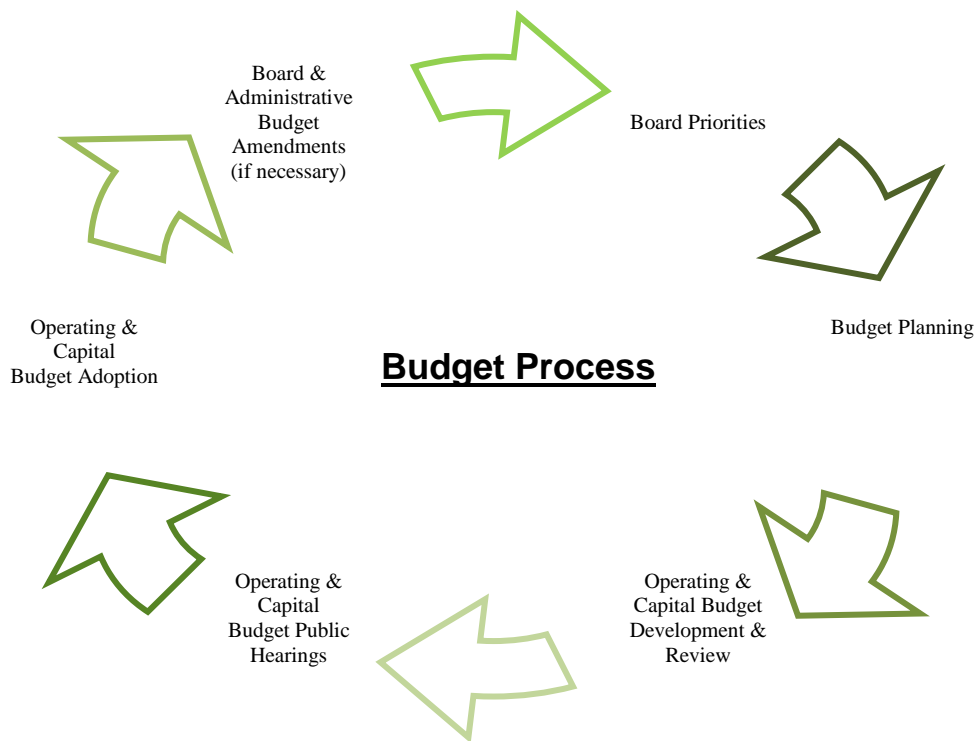 Board &
Administrative
Budget
Amendments
(if necessary)
Board Priorities
Budget Planning
Operating &
Capital Budget
Development &
Review
Operating &
Capital
Budget Public
Hearings
Operating &
Capital
Budget Adoption
Budget Process